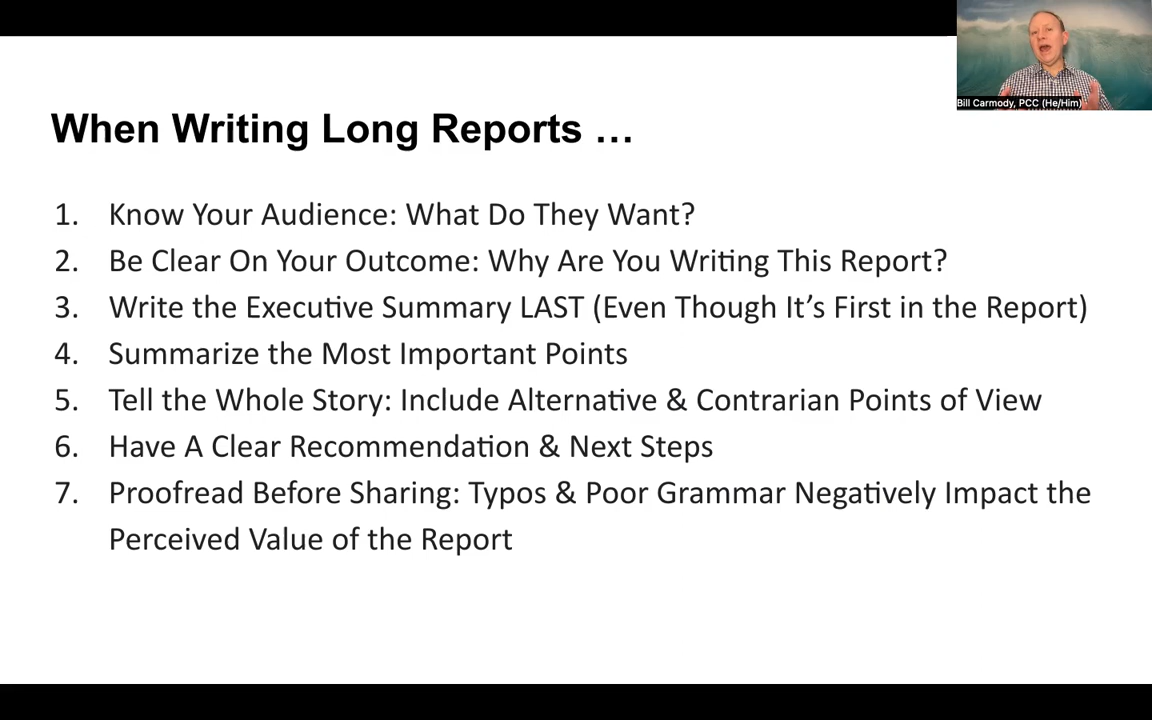 Bill Carmody, PCC (He/Him)
When Writing Long Reports …
1. Know Your Audience: What Do They Want?
2. Be Clear On Your Outcome: Why Are You Writing This Report?
3. Write the Executive Summary LAST (Even Though It’s First in the Report)
4. Summarize the Most Important Points
5. Tell the Whole Story: Include Alternative & Contrarian Points of View
6. Have A Clear Recommendation & Next Steps
7. Proofread Before Sharing: Typos & Poor Grammar Negatively Impact the
Perceived Value of the Report